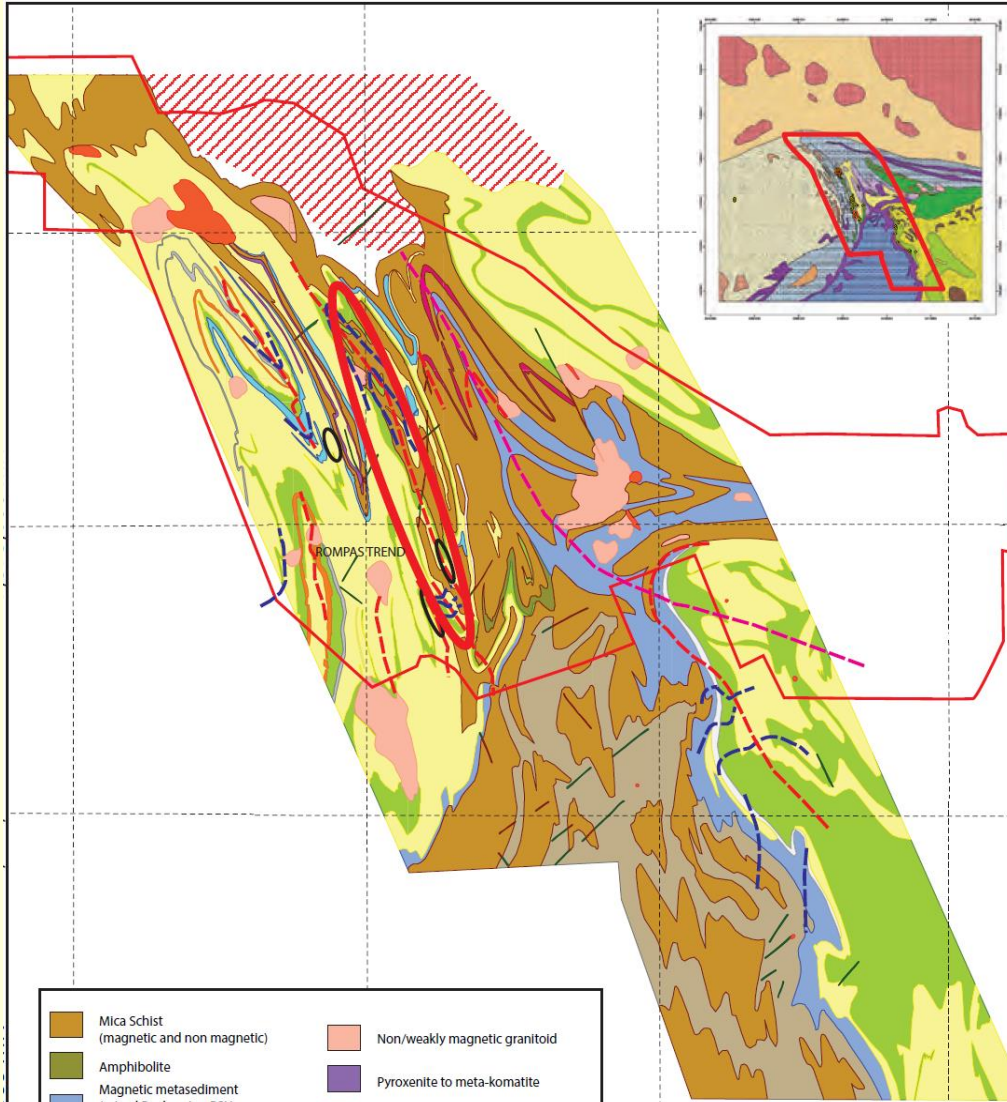 ROMPAS TREND
Mica Schist
(magnetic and non magnetic)
Amphibolite
Magnetic metasediment
Non/weakly magnetic granitoid
Pyroxenite to meta-komatite